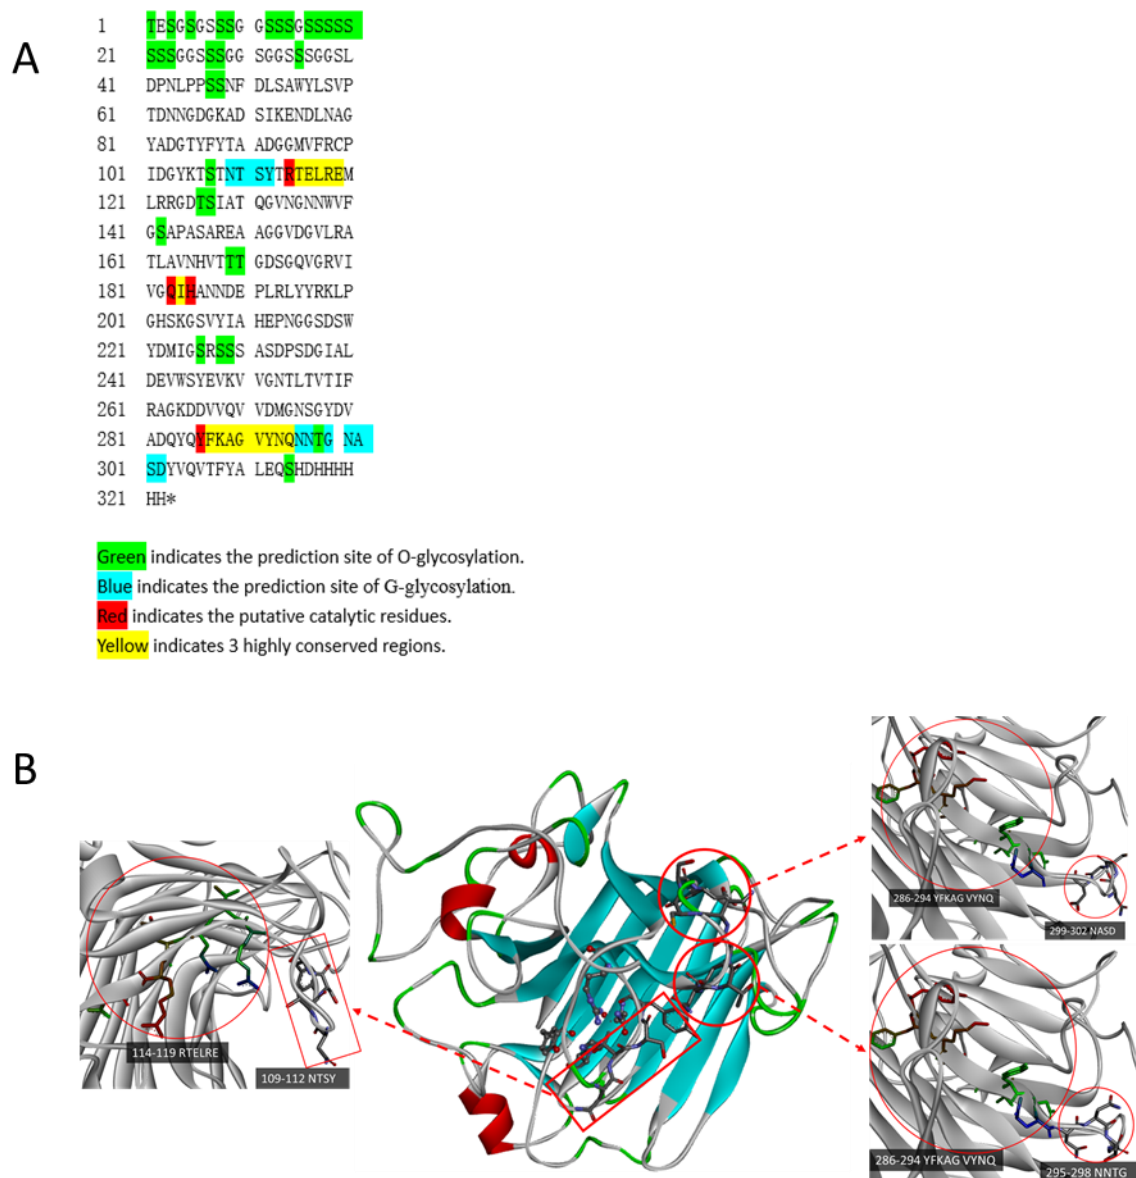 A
1 TESGSGSSSG GSSSGSSSSS
21 SSSGGSSSGG SGGSSSGGSL
41 DPNLPPSSNF DLSAWYLSVP
61 TDNNGDGKAD SIKENDLNAG
81 YADGTYFYTA ADGGMVFRCP
101 IDGYKTSTNT SYTRTELREM
121 LRRGDTSIAT QGVNGNNWVF
141 GSAPASAREA AGGVDGVLRA
161 TLAVNHVTTT GDSGQVGRVI
181 VGQIHANNDE PLRLYYRKLP
201 GHSKGSVYIA HEPNGGSDSW
221 YDMIGSRSSS ASDPSDGIAL
241 DEVWSYEVKV VGNTLTVTIF
261 RAGKDDVVQV VDMGNSGYDV
281 ADQYQYFKAG VYNQNNTG NA
301 SDYVQVTFYA LEQSHDHHHH
321 HH*
Green indicates the prediction site of O-glycosylation.
Blue indicates the prediction site of G-glycosylation.
Red indicates the putative catalytic residues.
Yellow indicates 3 highly conserved regions.
B
286-294 YFKAG VYNQ
299-302 NASD
114-119 RTELRE
109-112 NTSY
286-294 YFKAG VYNQ
295-298 NNTG